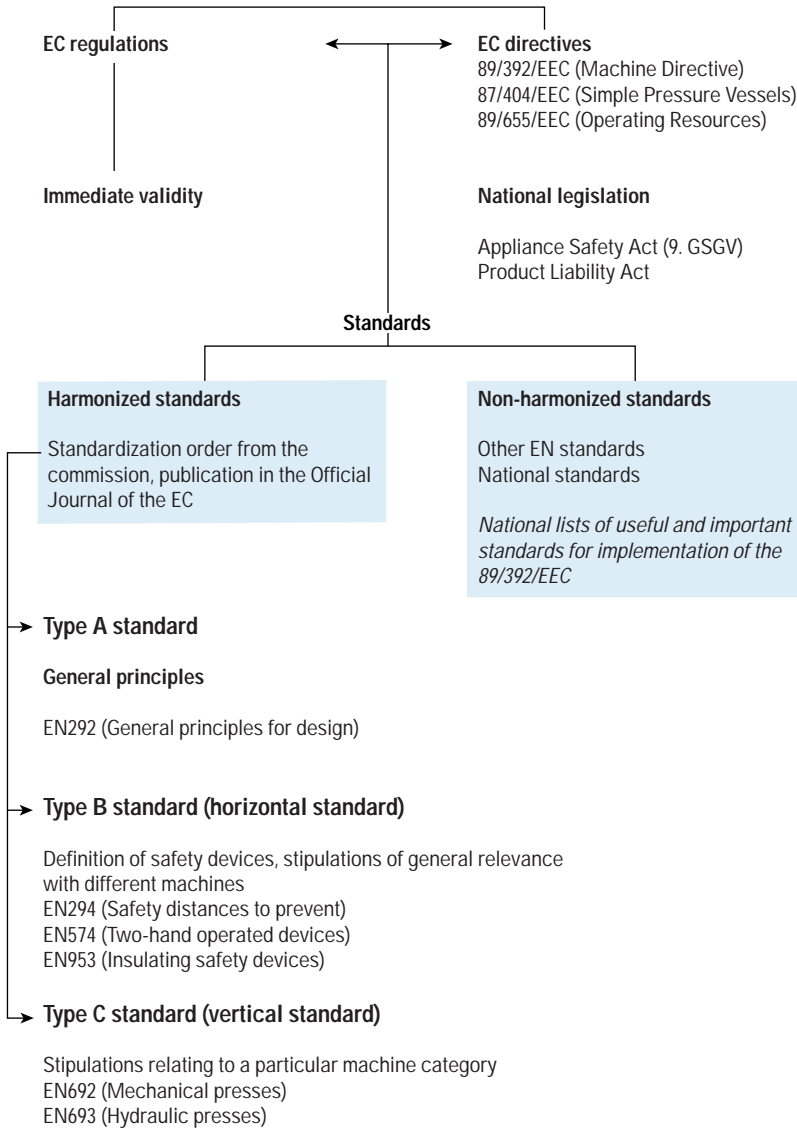 EC regulations
EC directives
89/392/EEC (Machine Directive)
87/404/EEC (Simple Pressure Vessels)
89/655/EEC (Operating Resources)
Immediate validity
National legislation
Appliance Safety Act (9. GSGV)
Product Liability Act
Standards
Harmonized standards
Standardization order from the
commission, publication in the Official
Journal of the EC
Non-harmonized standards
Other EN standards
National standards
National lists of useful and important
standards for implementation of the
89/392/EEC
Type A standard
General principles
EN292 (General principles for design)
Type B standard (horizontal standard)
Definition of safety devices, stipulations of general relevance
with different machines
EN294 (Safety distances to prevent)
EN574 (Two-hand operated devices)
EN953 (Insulating safety devices)
Type C standard (vertical standard)
Stipulations relating to a particular machine category
EN692 (Mechanical presses)
EN693 (Hydraulic presses)